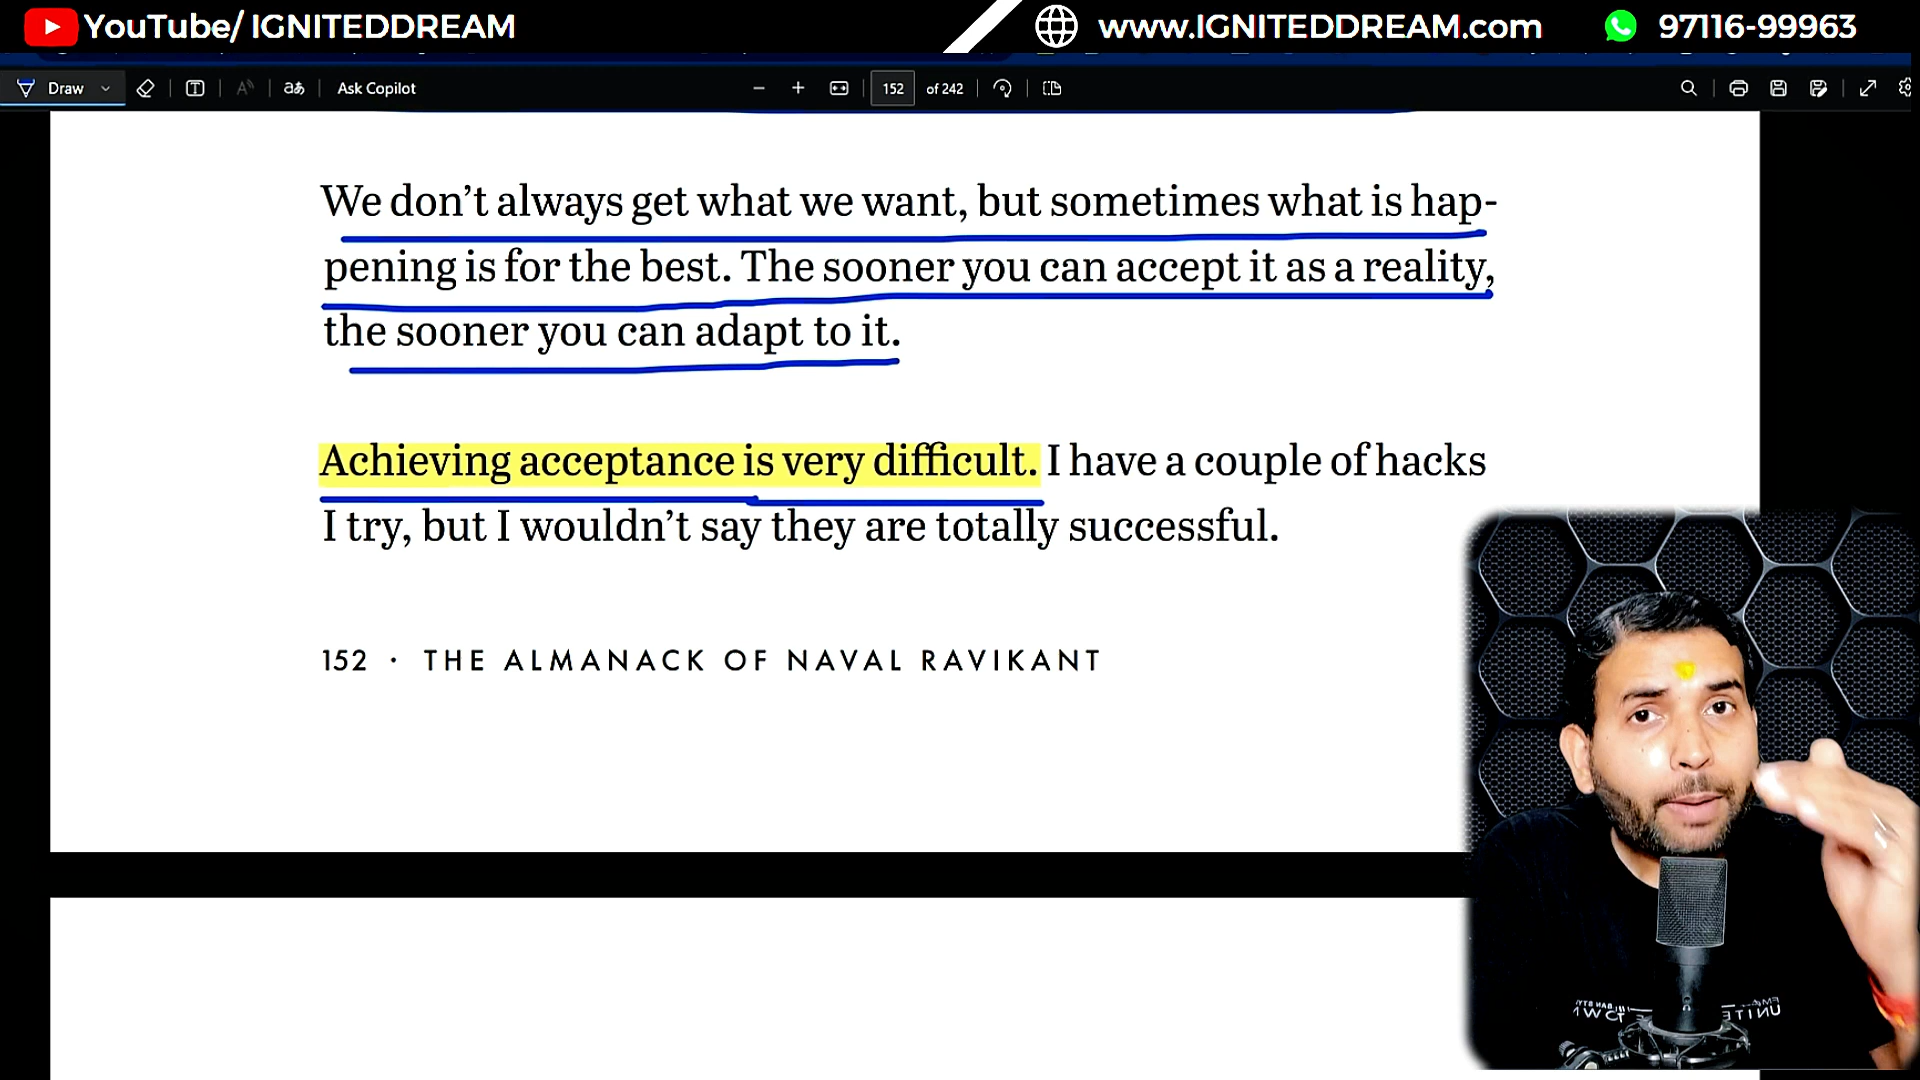 YouTube/ IGNITEDDREAM
www.IGNITEDDREAM.com
97116-99963
Draw
Ask Copilot
152 of 242
We don’t always get what we want, but sometimes what is hap-
pening is for the best. The sooner you can accept it as a reality,
the sooner you can adapt to it.
Achieving acceptance is very difficult. I have a couple of hacks
I try, but I wouldn’t say they are totally successful.
152 · THE ALMANACK OF NAVAL RAVIKANT